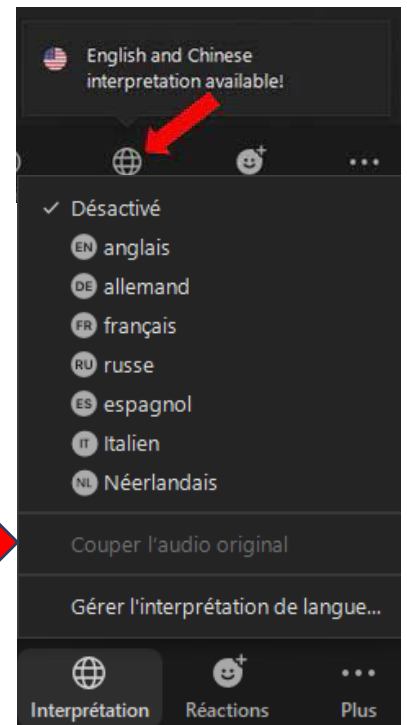 English and Chinese
interpretation available!
Désactivé
EN anglais
DE allemand
FR français
RU russe
ES espagnol
IT Italien
NL Néerlandais
Couper l'audio original
Gérer l'interprétation de langue...
Interprétation Réactions Plus